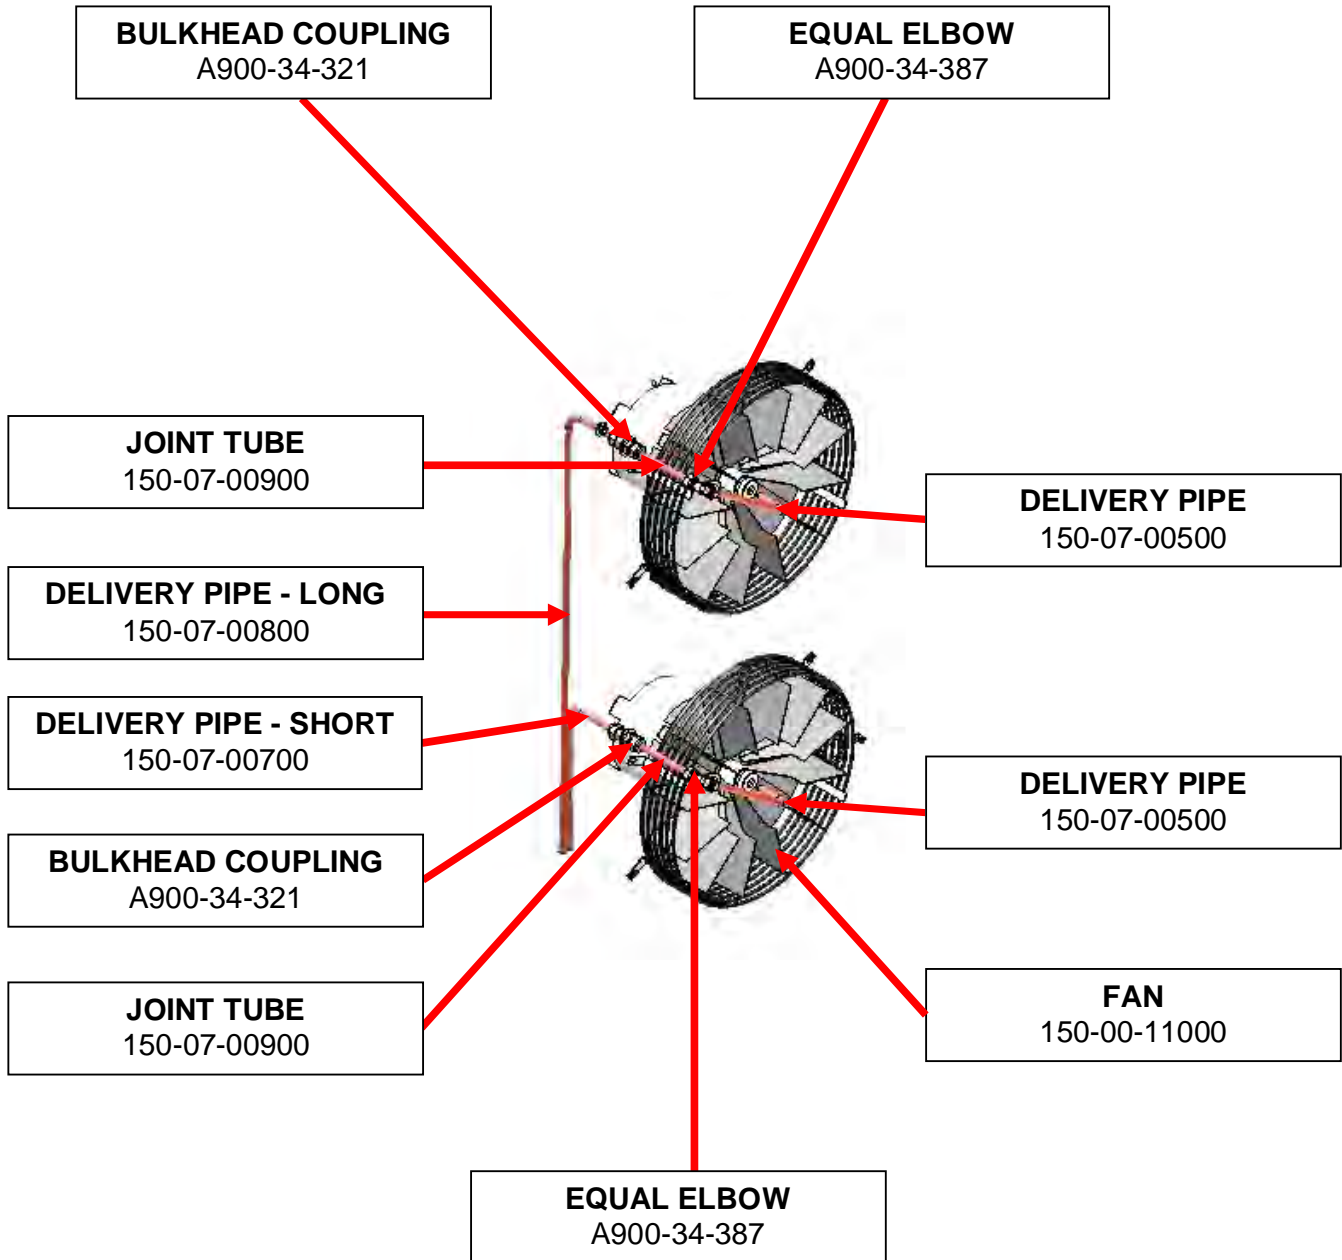 BULKHEAD COUPLING
A900-34-321
EQUAL ELBOW
A900-34-387
JOINT TUBE
150-07-00900
DELIVERY PIPE
150-07-00500
DELIVERY PIPE - LONG
150-07-00800
DELIVERY PIPE - SHORT
150-07-00700
DELIVERY PIPE
150-07-00500
BULKHEAD COUPLING
A900-34-321
JOINT TUBE
150-07-00900
FAN
150-00-11000
EQUAL ELBOW
A900-34-387